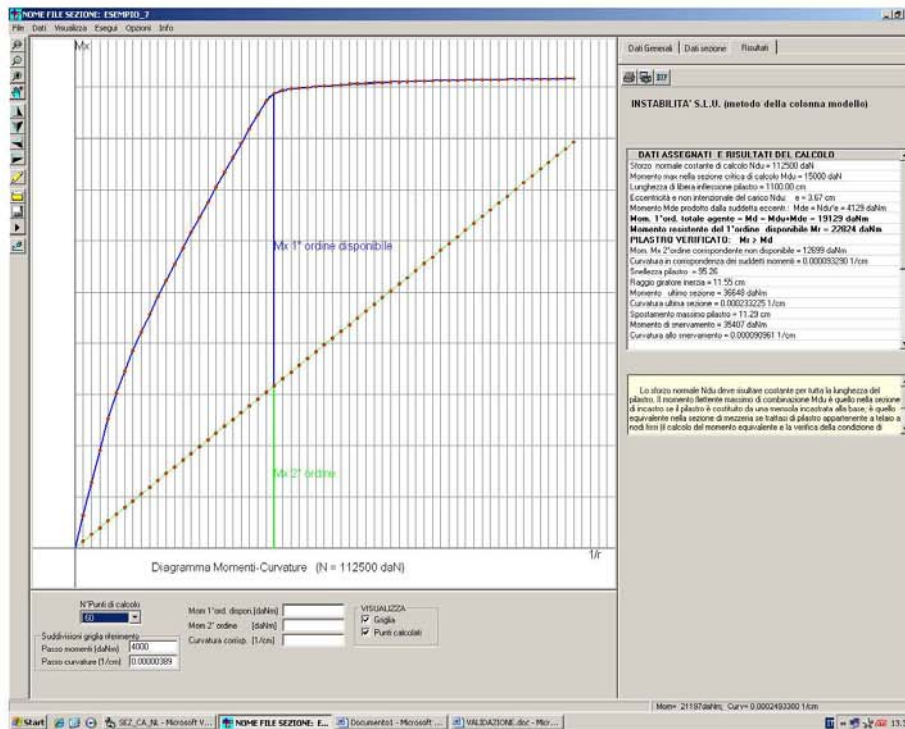 NOME FILE SEZIONE: ESEMPIO_7
File Dati Visualizza Esegui Opzioni Info
Mx
Mx 1° ordine disponibile
Mx 2° ordine
1/r
Diagramma Momenti-Curvature (N = 112500 daN)
Dati Generali Dati sezione Risultati
INSTABILITA' S.L.U. (metodo della colonna modello)
DATI ASSEGNATI E RISULTATI DEL CALCOLO
Sforzo normale costante di calcolo Ndu = 112500 daN
Momento max nella sezione critica di calcolo Mdu = 15000 daN
Lunghezza di libera inflessione pilastro = 1100.00 cm
Eccentricità e non intenzionale del carico Ndu: e = 3.67 cm
Momento Mde prodotto dalla suddetta eccentr.: Mde = Ndu*e = 4129 daNm
Mom. 1°ord. totale agente = Md = Mdu+Mde = 19129 daNm
Momento resistente del 1°ordine disponibile Mr = 22824 daNm
PILASTRO VERIFICATO: Mr > Md
Mom. Mx 2°ordine corrispondente non disponibile = 12699 daNm
Curvatura in corrispondenza dei suddetti momenti = 0.000093290 1/cm
Snellezza pilastro = 95.26
Raggio giratore inerzia = 11.55 cm
Momento ultimo sezione = 36648 daNm
Curvatura ultima sezione = 0.000233225 1/cm
Spostamento massimo pilastro = 11.29 cm
Momento di snervamento = 35407 daNm
Curvatura allo snervamento = 0.000090961 1/cm
Lo sforzo normale Ndu deve risultare costante per tutta la lunghezza del
pilastro. Il momento flettente massimo di combinazione Mdu è quello nella sezione
di incastro se il pilastro è costituito da una mensola incastrata alla base; è quello
equivalente nella sezione di mezzeria se trattasi di pilastro appartenente a telaio a
nodi fissi (il calcolo del momento equivalente e la verifica della condizione di
N°Punti di calcolo
60
Suddivisioni griglia riferimento
Passo momenti [daNm] 4000
Passo curvature [1/cm] 0.00000389
Mom 1°ord. dispon.[daNm]
Mom 2° ordine [daNm]
Curvatura corrisp. [1/cm]
VISUALIZZA
Griglia
Punti calcolati
Mom= 21197daNm; Curv= 0.0002493300 1/cm
Start SEZ_CA_NL - Microsoft V... NOME FILE SEZIONE: E... Documento1 - Microsoft ... VALIDAZIONE.doc - Micr... IT